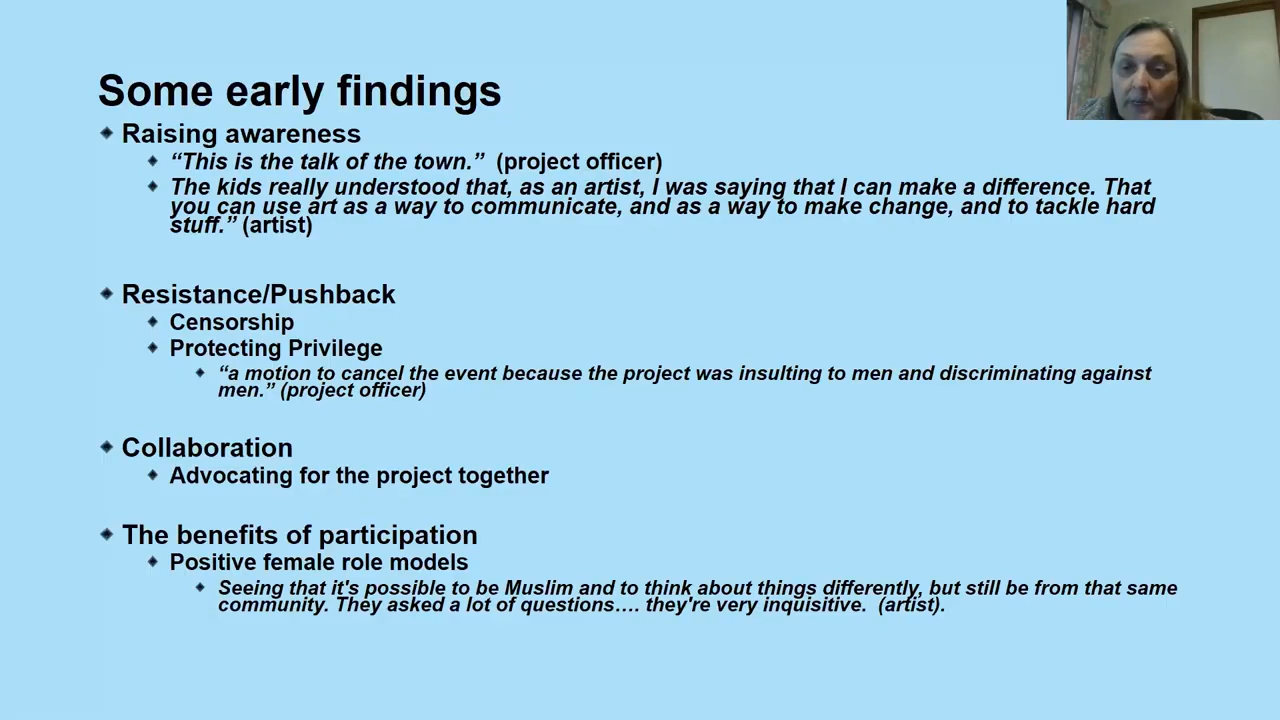 Some early findings
Raising awareness
“This is the talk of the town.” (project officer)
The kids really understood that, as an artist, I was saying that I can make a difference. That
you can use art as a way to communicate, and as a way to make change, and to tackle hard
stuff.” (artist)
Resistance/Pushback
Censorship
Protecting Privilege
“a motion to cancel the event because the project was insulting to men and discriminating against
men.” (project officer)
Collaboration
Advocating for the project together
The benefits of participation
Positive female role models
Seeing that it's possible to be Muslim and to think about things differently, but still be from that same
community. They asked a lot of questions…. they're very inquisitive. (artist).